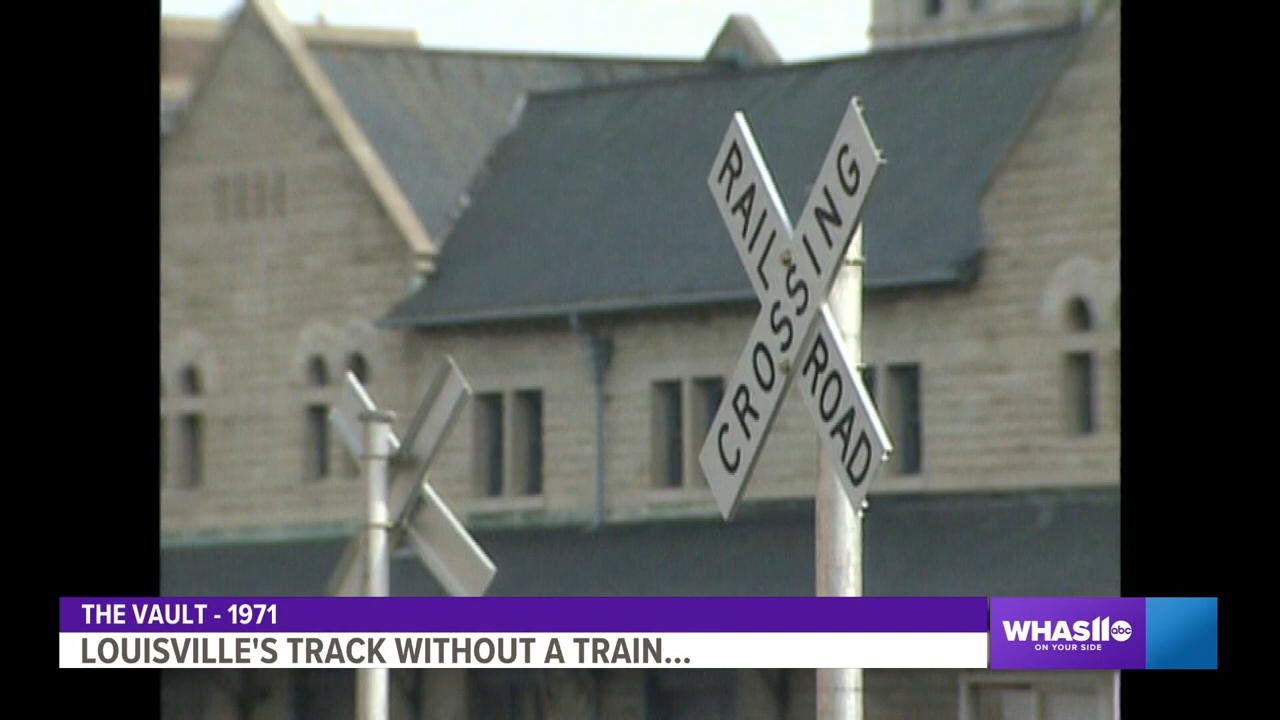 RAILROAD
CROSSING
THE VAULT - 1971
LOUISVILLE'S TRACK WITHOUT A TRAIN...
WHAS11 abc
ON YOUR SIDE